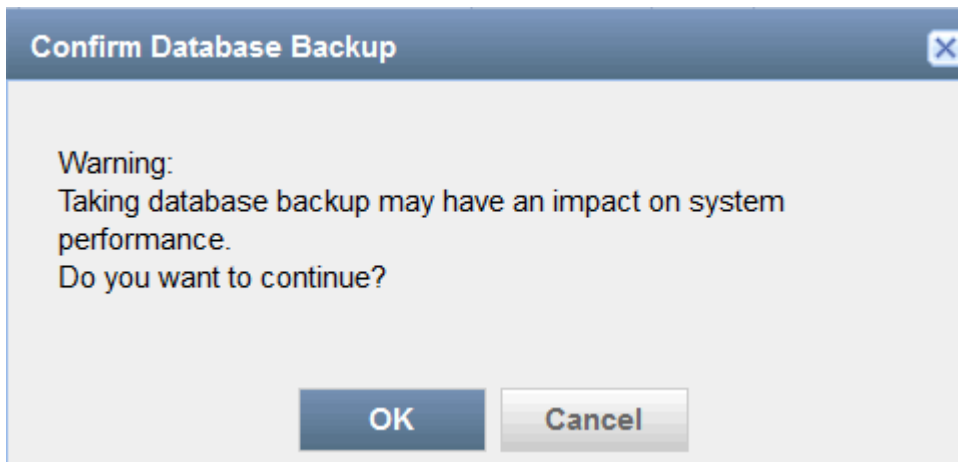 Confirm Database Backup
Warning:
Taking database backup may have an impact on system
performance.
Do you want to continue?
OK
Cancel